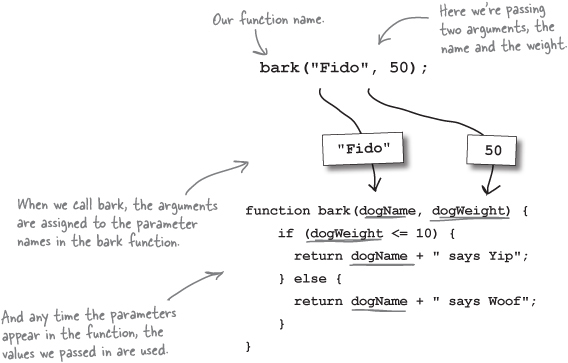 Our function name.
Here we're passing
two arguments, the
name and the weight.
bark("Fido", 50);
"Fido"
50
When we call bark, the arguments
are assigned to the parameter
names in the bark function.
function bark(dogName, dogWeight) {
if (dogWeight <= 10) {
return dogName + " says Yip";
} else {
return dogName + " says Woof";
}
}
And any time the parameters
appear in the function, the
values we passed in are used.